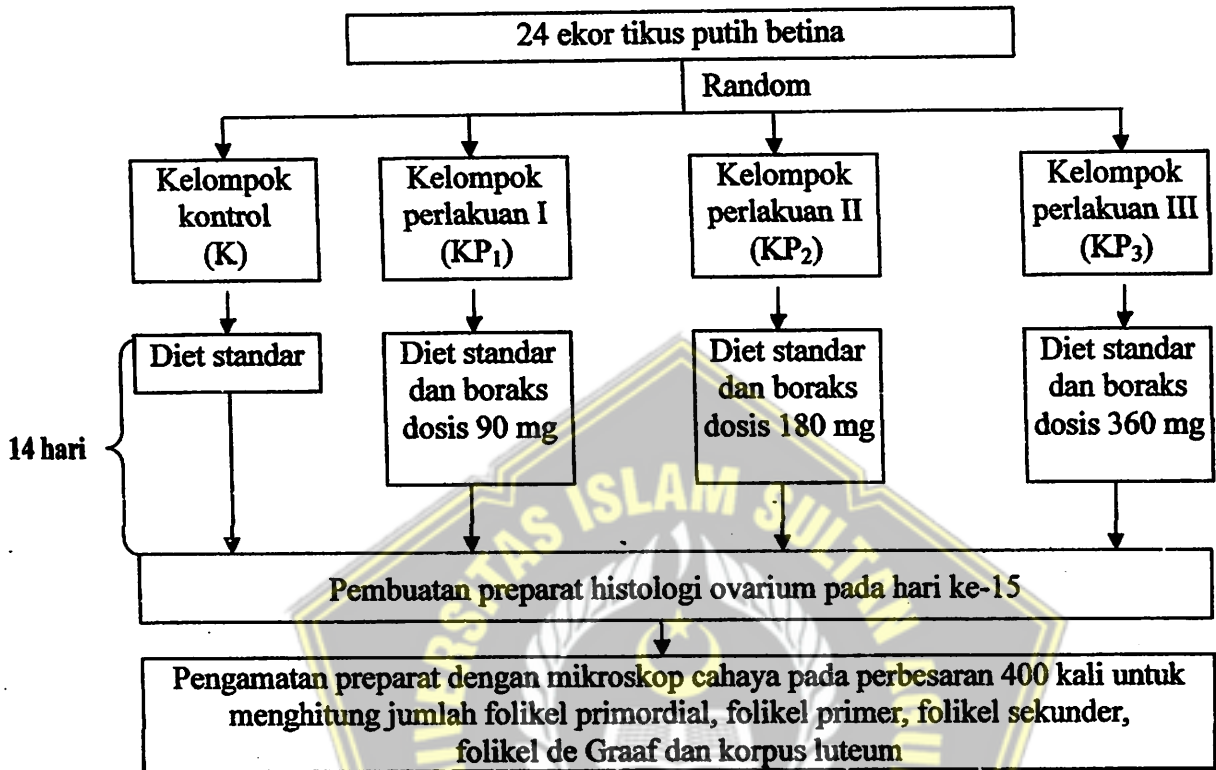 24 ekor tikus putih betina
Random
Kelompok
kontrol
(K)
Kelompok
perlakuan I
(KP₁)
Kelompok
perlakuan II
(KP₂)
Kelompok
perlakuan III
(KP₃)
14 hari
Diet standar
Diet standar
dan boraks
dosis 90 mg
Diet standar
dan boraks
dosis 180 mg
Diet standar
dan boraks
dosis 360 mg
Pembuatan preparat histologi ovarium pada hari ke-15
Pengamatan preparat dengan mikroskop cahaya pada perbesaran 400 kali untuk
menghitung jumlah folikel primordial, folikel primer, folikel sekunder,
folikel de Graaf dan korpus luteum
ISLAM